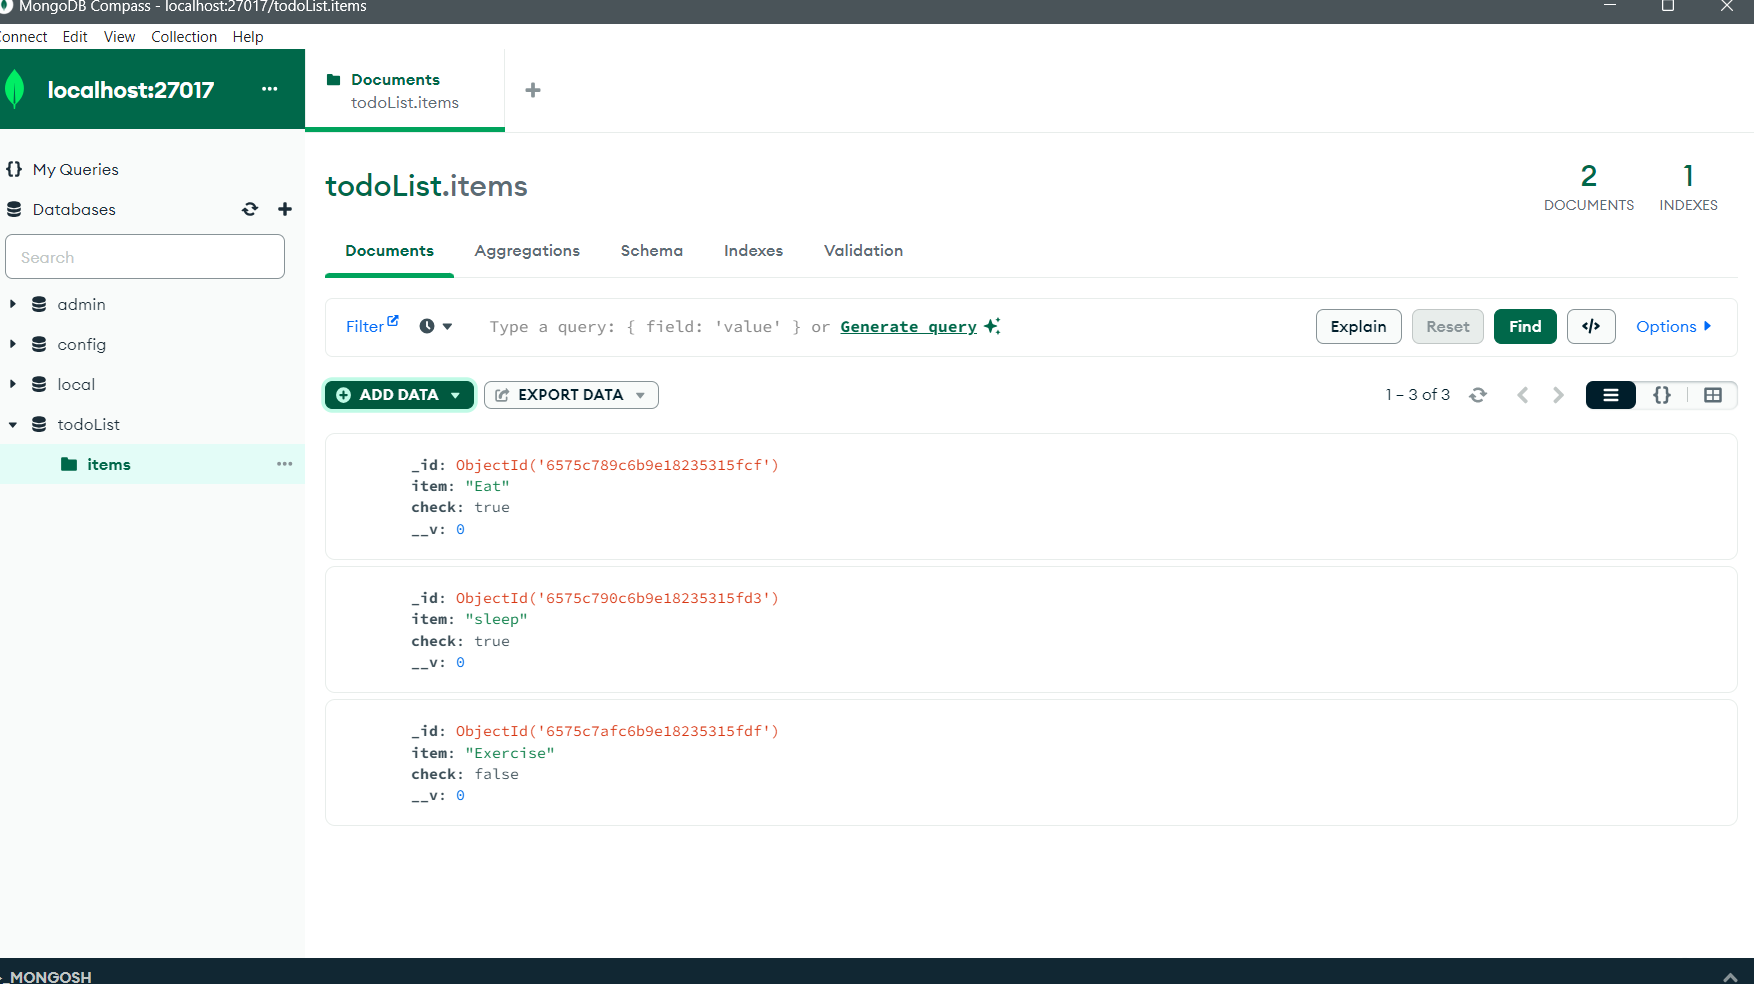 MongoDB Compass - localhost:27017/todoList.items
onnect Edit View Collection Help
localhost:27017
Documents
todoList.items
My Queries
Databases
Search
admin
config
local
todoList
items
todoList.items
2
DOCUMENTS
1
INDEXES
Documents Aggregations Schema Indexes Validation
Filter Type a query: { field: 'value' } or Generate query Explain Reset Find </> Options
ADD DATA EXPORT DATA 1 – 3 of 3 {}
_id: ObjectId('6575c789c6b9e18235315fcf')
item: "Eat"
check: true
__v: 0
_id: ObjectId('6575c790c6b9e18235315fd3')
item: "sleep"
check: true
__v: 0
_id: ObjectId('6575c7afc6b9e18235315fdf')
item: "Exercise"
check: false
__v: 0
_MONGOSH